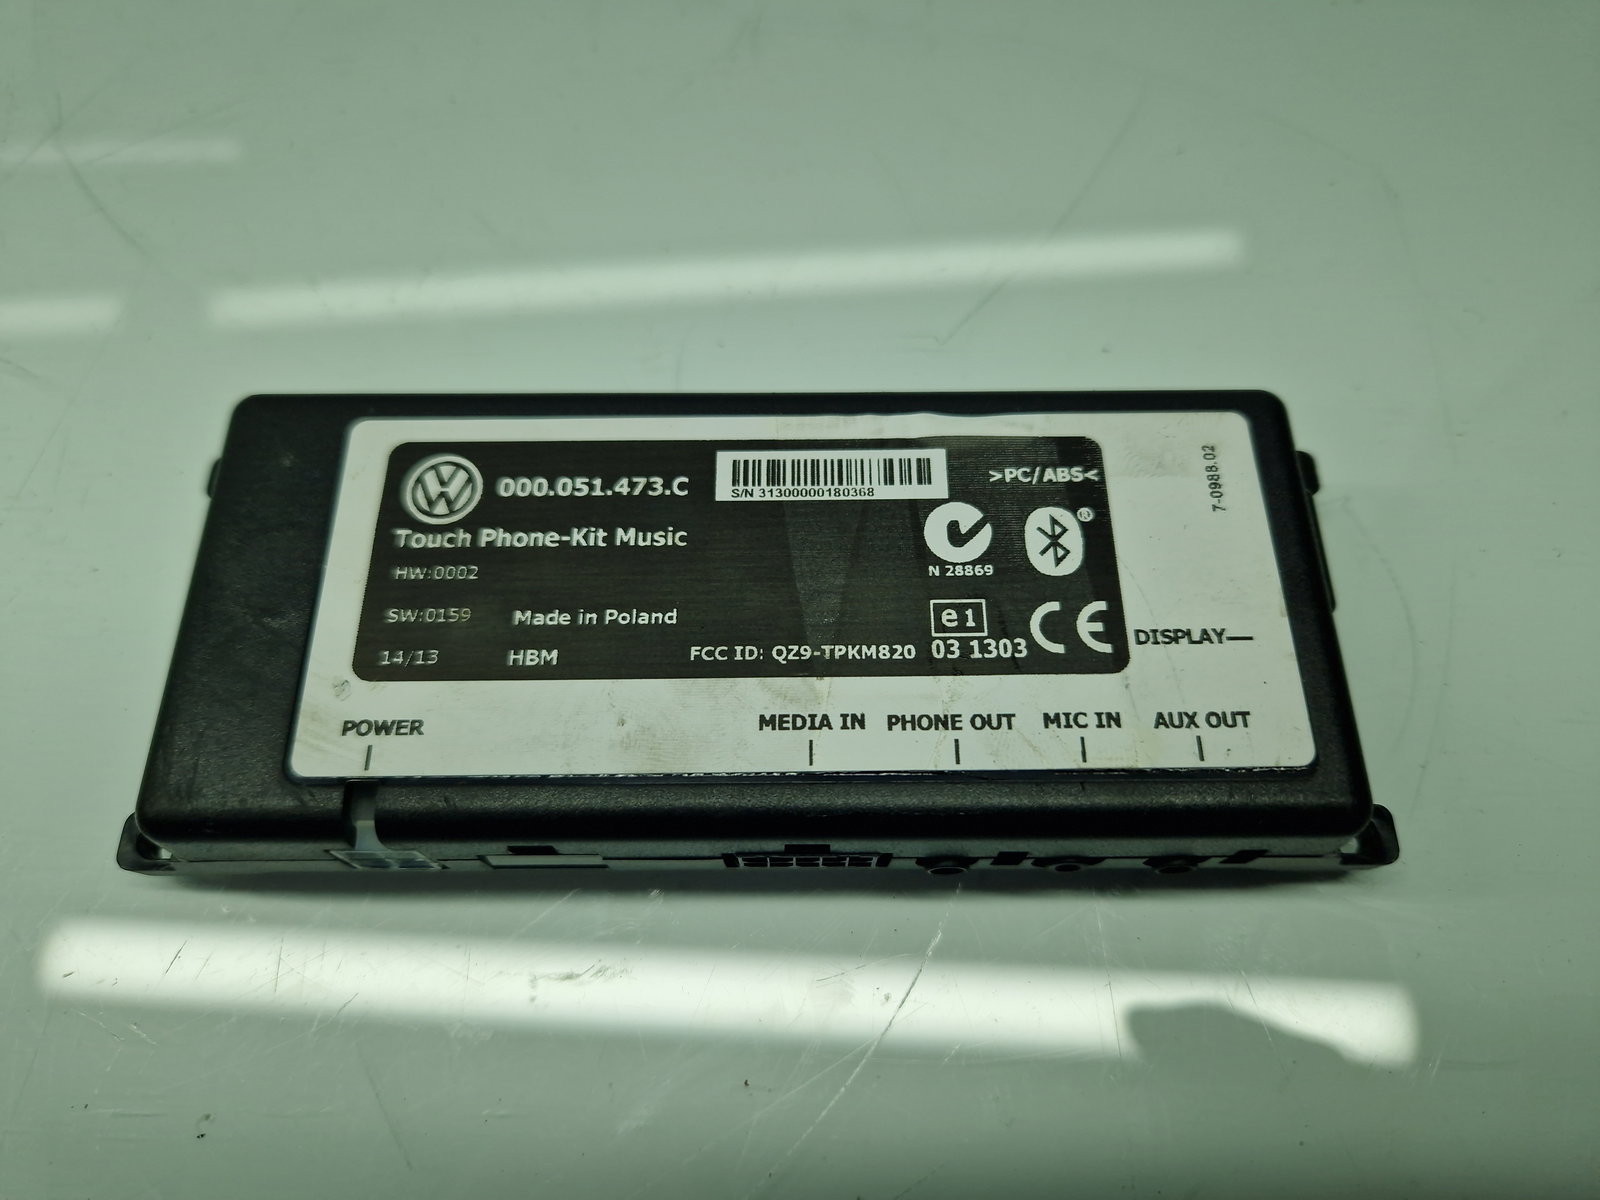 000.051.473.C
S/N 31300000180368
>PC/ABS<
7-0988.02
Touch Phone-Kit Music
HW:0002
N 28869
SW:0159 Made in Poland
e1
CE
14/13 HBM FCC ID: QZ9-TPKM820 03 1303
DISPLAY
POWER
MEDIA IN PHONE OUT MIC IN AUX OUT